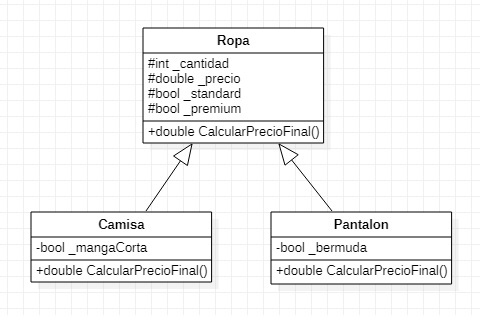 Ropa
#int _cantidad
#double _precio
#bool _standard
#bool _premium
+double CalcularPrecioFinal()
Camisa
-bool _mangaCorta
+double CalcularPrecioFinal()
Pantalon
-bool _bermuda
+double CalcularPrecioFinal()